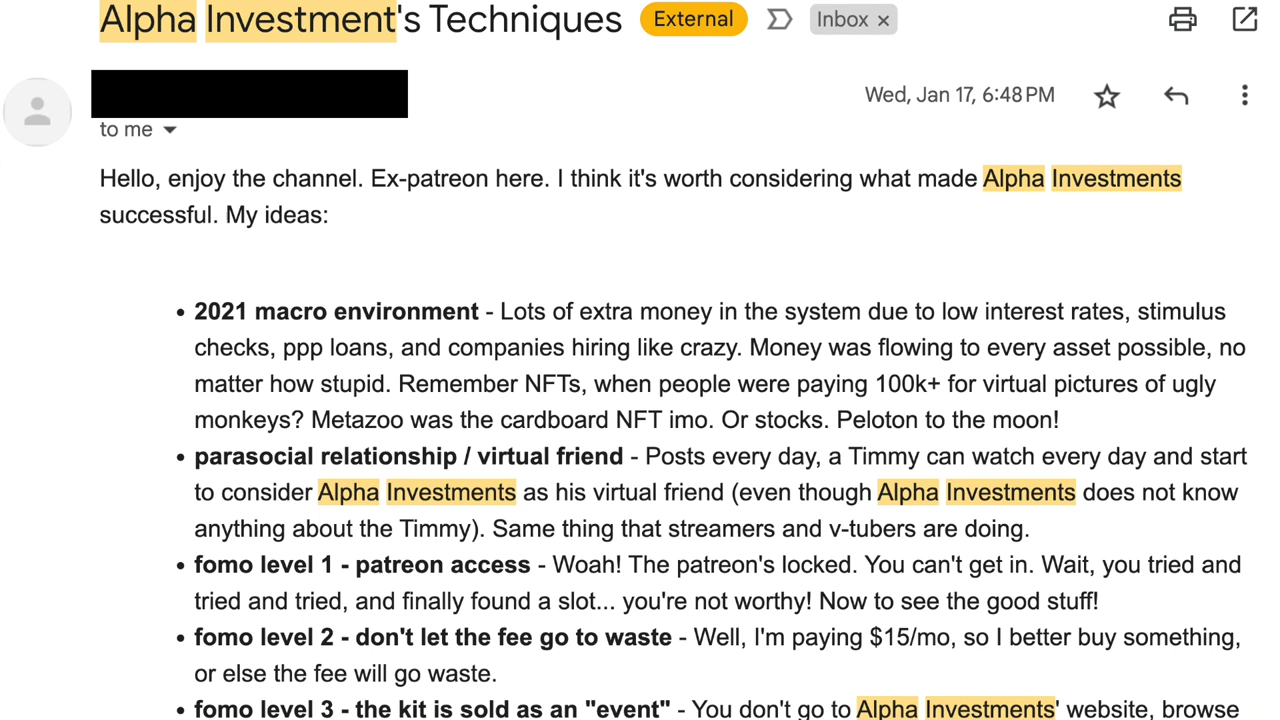 Alpha Investment's Techniques External Inbox ×
Wed, Jan 17, 6:48 PM
to me
Hello, enjoy the channel. Ex-patreon here. I think it's worth considering what made Alpha Investments
successful. My ideas:
• 2021 macro environment - Lots of extra money in the system due to low interest rates, stimulus
checks, ppp loans, and companies hiring like crazy. Money was flowing to every asset possible, no
matter how stupid. Remember NFTs, when people were paying 100k+ for virtual pictures of ugly
monkeys? Metazoo was the cardboard NFT imo. Or stocks. Peloton to the moon!
• parasocial relationship / virtual friend - Posts every day, a Timmy can watch every day and start
to consider Alpha Investments as his virtual friend (even though Alpha Investments does not know
anything about the Timmy). Same thing that streamers and v-tubers are doing.
• fomo level 1 - patreon access - Woah! The patreon's locked. You can't get in. Wait, you tried and
tried and tried, and finally found a slot... you're not worthy! Now to see the good stuff!
• fomo level 2 - don't let the fee go to waste - Well, I'm paying $15/mo, so I better buy something,
or else the fee will go waste.
• fomo level 3 - the kit is sold as an "event" - You don't go to Alpha Investments' website, browse